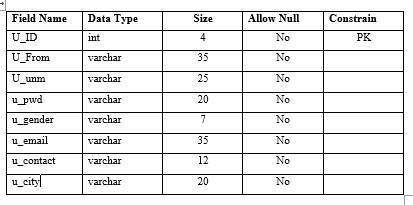 Field Name Data Type Size Allow Null Constrain
U_ID int 4 No PK
U_From varchar 35 No
U_unm varchar 25 No
u_pwd varchar 20 No
u_gender varchar 7 No
u_email varchar 35 No
u_contact varchar 12 No
u_city varchar 20 No